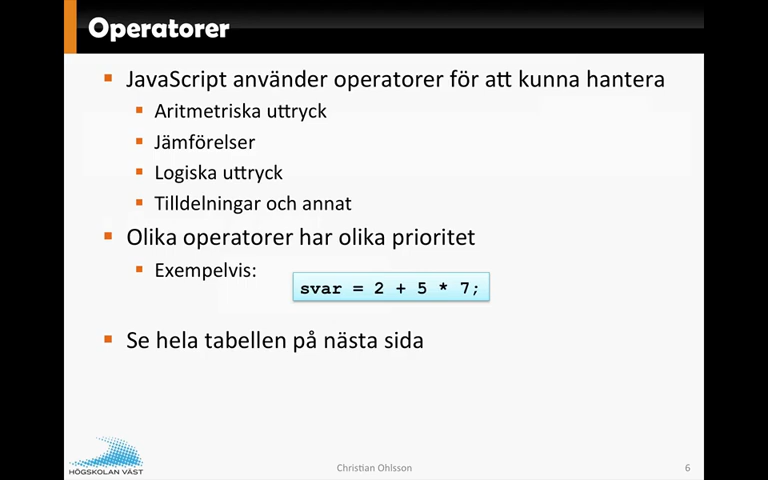 Operatorer
JavaScript använder operatorer för att kunna hantera
Aritmetriska uttryck
Jämförelser
Logiska uttryck
Tilldelningar och annat
Olika operatorer har olika prioritet
Exempelvis:
svar = 2 + 5 * 7;
Se hela tabellen på nästa sida
HÖGSKOLAN VÄST
Christian Ohlsson
6